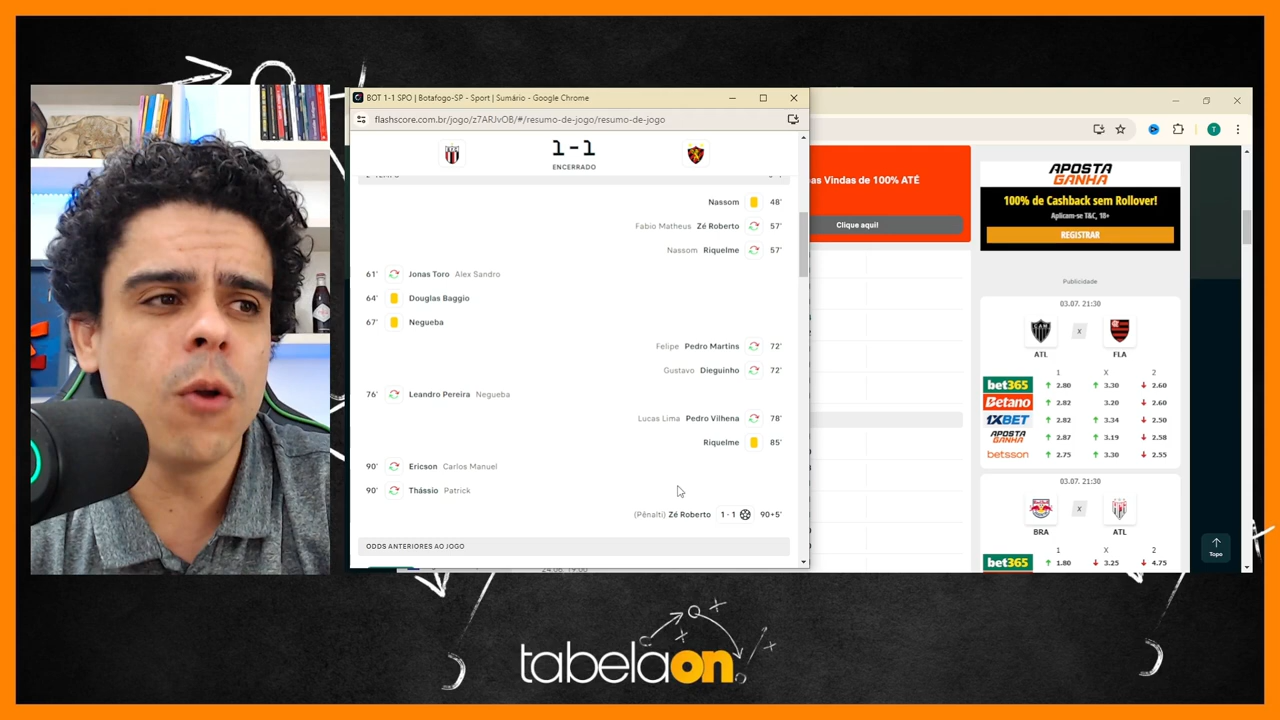 BOT 1-1 SPO | Botafogo-SP - Sport | Sumário - Google Chrome
flashscore.com.br/jogo/z7ARJvOB/#/resumo-de-jogo/resumo-de-jogo
1-1
ENCERRADO
Nassom 48'
Fabio Matheus Zé Roberto 57'
Nassom Riquelme 57'
61' Jonas Toro Alex Sandro
64' Douglas Baggio
67' Negueba
Felipe Pedro Martins 72'
Gustavo Dieguinho 72'
76' Leandro Pereira Negueba
Lucas Lima Pedro Vilhena 78'
Riquelme 85'
90' Ericson Carlos Manuel
90' Thássio Patrick
(Pênalti) Zé Roberto 1 - 1 90+5'
ODDS ANTERIORES AO JOGO
as Vindas de 100% ATÉ
Clique aqui!
T
APOSTA
GANHA
100% de Cashback sem Rollover!
Aplicam-se T&C, 18+
REGISTRAR
Publicidade
03.07. 21:30
CAM
x
ATL FLA
1 X 2
bet365 2.80 3.30 2.60
Betano 2.82 3.20 2.60
1XBET 2.82 3.34 2.50
APOSTA GANHA 2.87 3.19 2.58
betsson 2.75 3.30 2.55
03.07. 21:30
x
BRA ATL
1 X 2
bet365 1.80 3.25 4.75
Topo
tabelaon